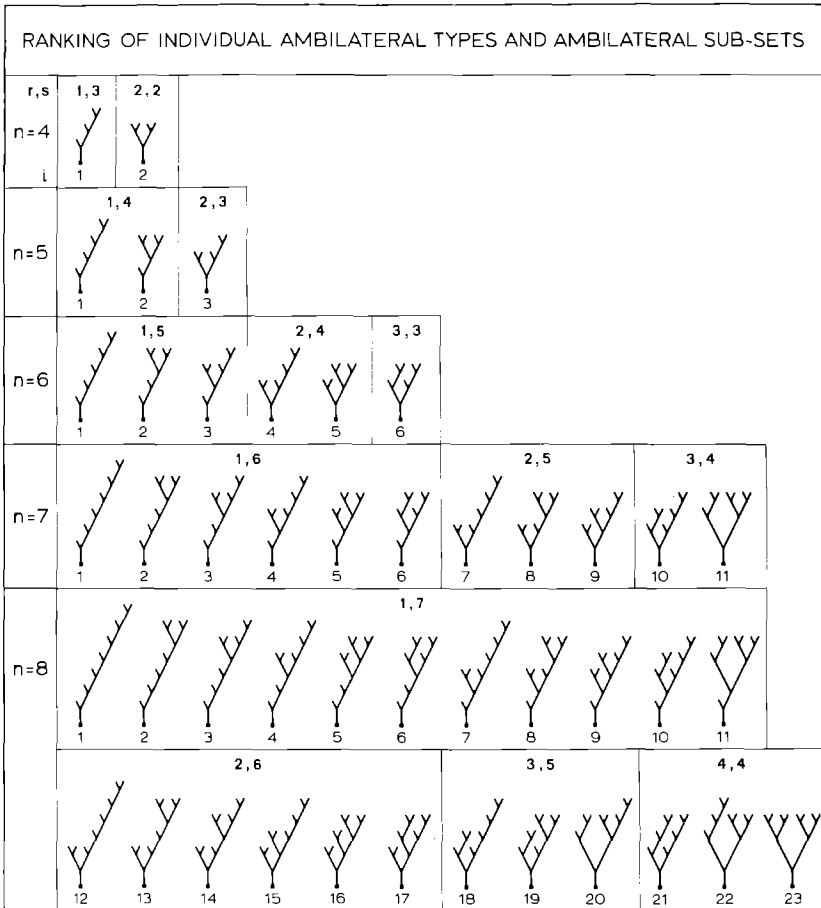 RANKING OF INDIVIDUAL AMBILATERAL TYPES AND AMBILATERAL SUB-SETS
r,s 1,3 2,2
n=4
i 1 2
1,4 2,3
n=5
1 2 3
1,5 2,4 3,3
n=6
1 2 3 4 5 6
1,6 2,5 3,4
n=7
1 2 3 4 5 6 7 8 9 10 11
1,7
n=8
1 2 3 4 5 6 7 8 9 10 11
2,6 3,5 4,4
12 13 14 15 16 17 18 19 20 21 22 23